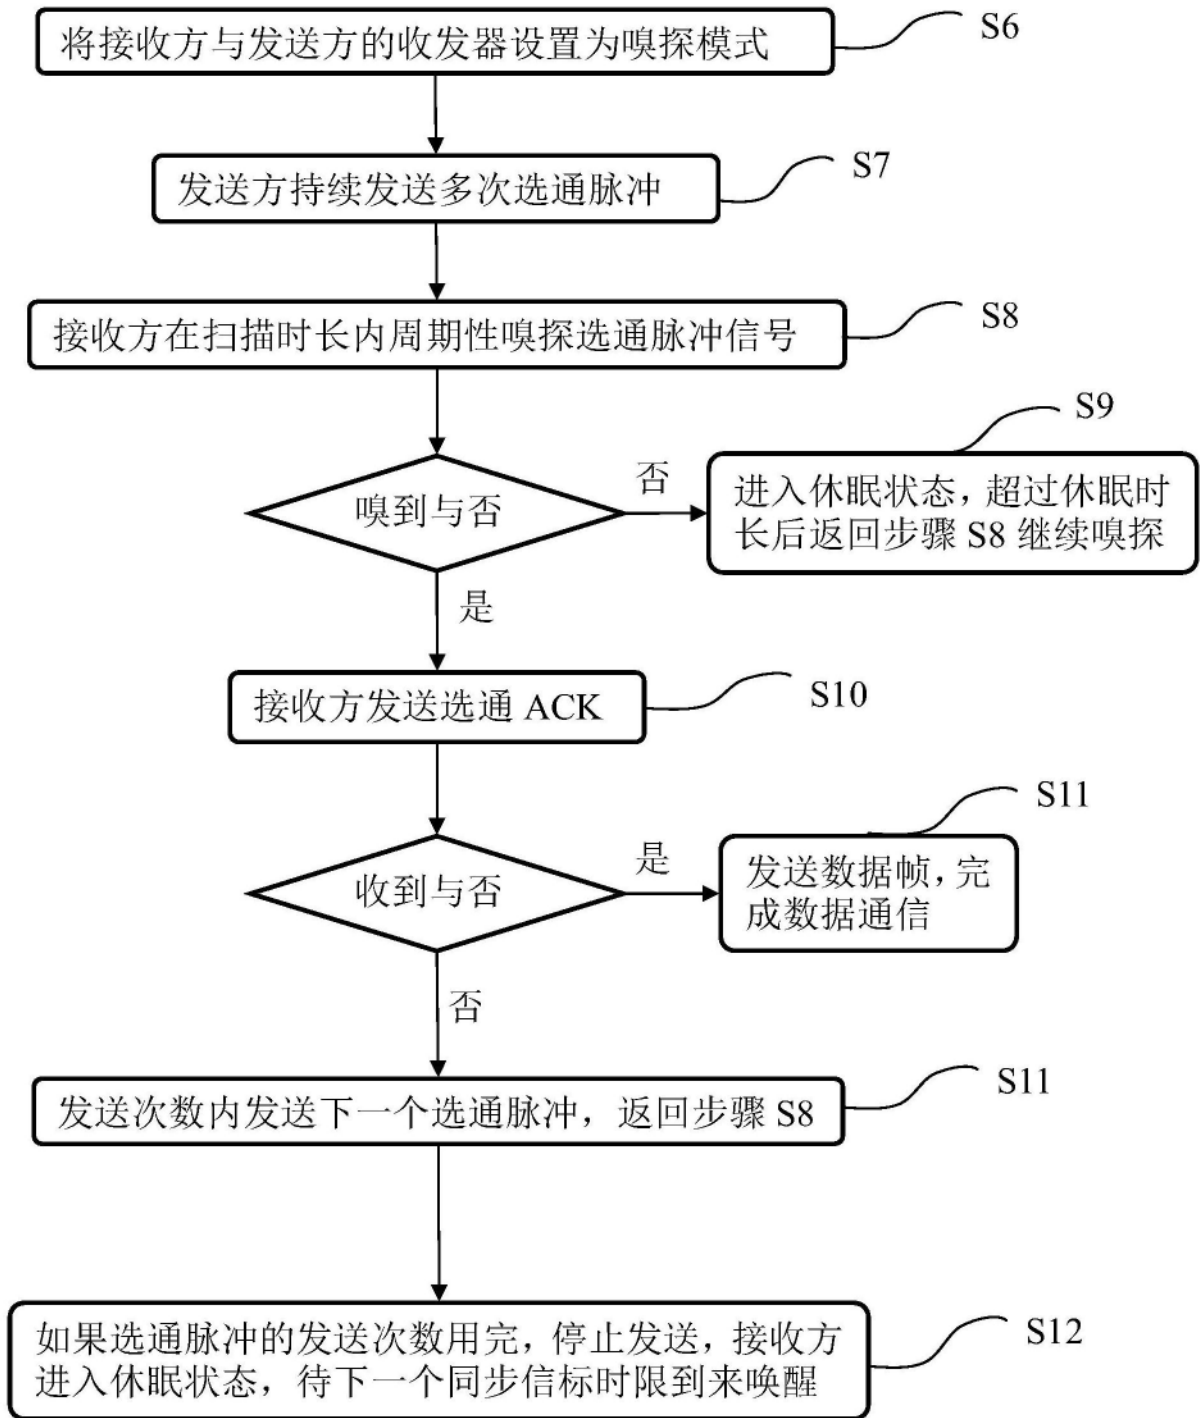 将接收方与发送方的收发器设置为嗅探模式
S6
发送方持续发送多次选通脉冲
S7
接收方在扫描时长内周期性嗅探选通脉冲信号
S8
嗅到与否
否
S9
进入休眠状态，超过休眠时
长后返回步骤 S8 继续嗅探
是
接收方发送选通 ACK
S10
收到与否
是
S11
发送数据帧，完
成数据通信
否
发送次数内发送下一个选通脉冲，返回步骤 S8
S11
如果选通脉冲的发送次数用完，停止发送，接收方
进入休眠状态，待下一个同步信标时限到来唤醒
S12